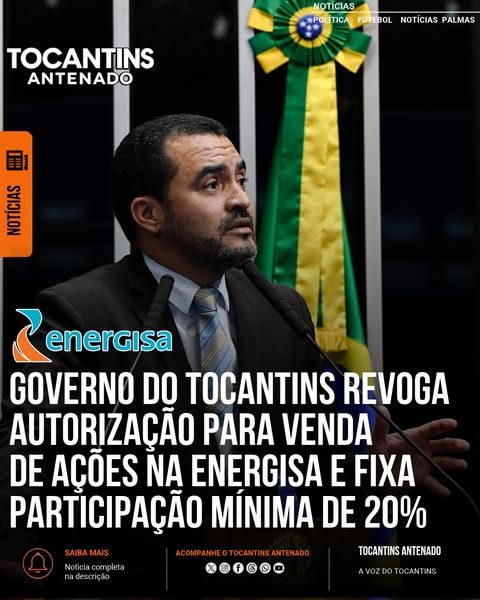 NOTÍCIAS
POLÍTICA FUTEBOL NOTÍCIAS PALMAS
TOCANTINS
ANTENADO
NOTÍCIAS
energisa
GOVERNO DO TOCANTINS REVOGA
AUTORIZAÇÃO PARA VENDA
DE AÇÕES NA ENERGISA E FIXA
PARTICIPAÇÃO MÍNIMA DE 20%
SAIBA MAIS
Noticia completa
na descrição
ACOMPANHE O TOCANTINS ANTENADO
TOCANTINS ANTENADO
A VOZ DO TOCANTINS